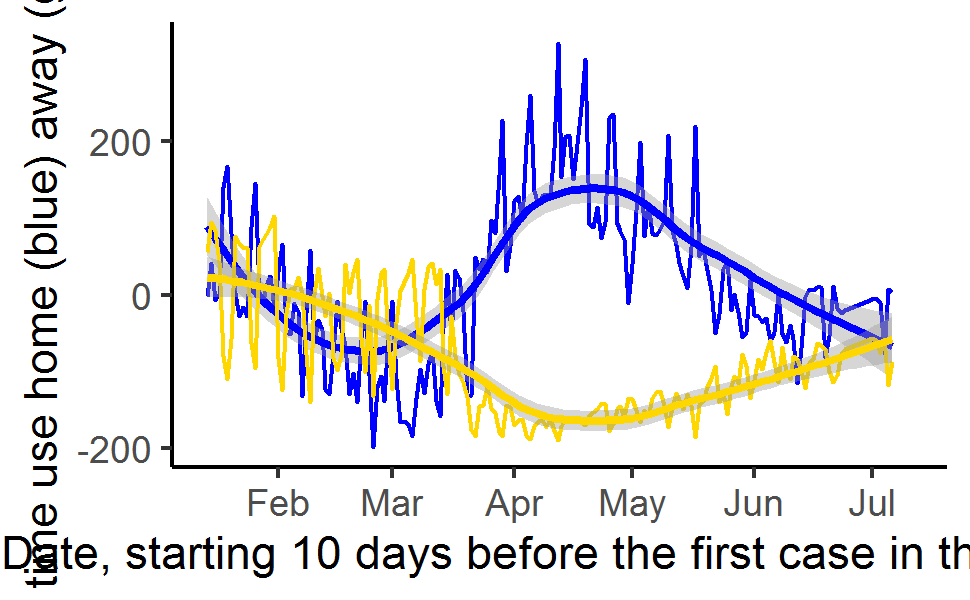 time use home (blue) away (
200
0
-200
Feb Mar Apr May Jun Jul
Date, starting 10 days before the first case in th